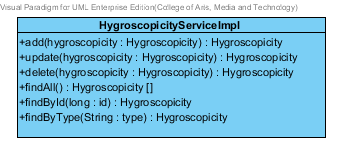 Visual Paradigm for UML Enterprise Edition(College of Arts, Media and Technology)
HygroscopicityServiceImpl
+add(hygroscopicity : Hygroscopicity) : Hygroscopicity
+update(hygroscopicity : Hygroscopicity) : Hygroscopicity
+delete(hygroscopicity : Hygroscopicity) : Hygroscopicity
+findAll() : Hygroscopicity []
+findById(long : id) : Hygroscopicity
+findByType(String : type) : Hygroscopicity